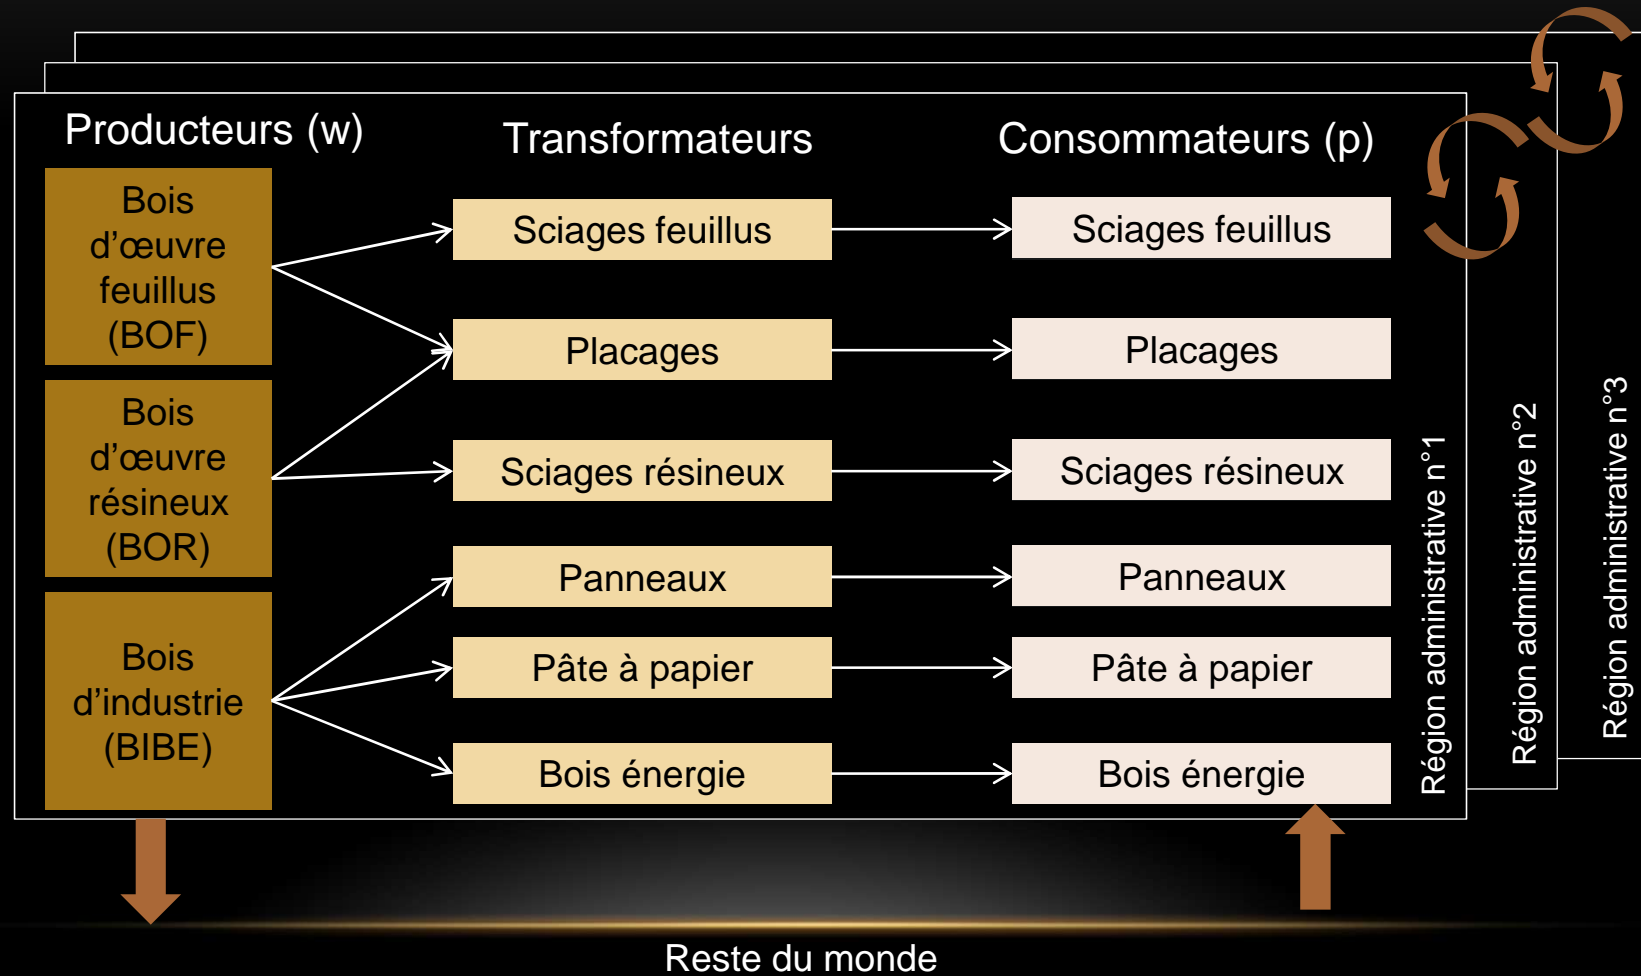 Producteurs (w)
Transformateurs
Consommateurs (p)
Bois
d’œuvre
feuillus
(BOF)
Bois
d’œuvre
résineux
(BOR)
Bois
d’industrie
(BIBE)
Sciages feuillus
Placages
Sciages résineux
Panneaux
Pâte à papier
Bois énergie
Sciages feuillus
Placages
Sciages résineux
Panneaux
Pâte à papier
Bois énergie
Région administrative n°1
Région administrative n°2
Région administrative n°3
Reste du monde